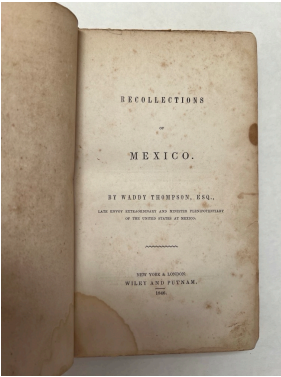 RECOLLECTIONS
OF
MEXICO.
BY WADDY THOMPSON, ESQ.,
LATE ENVOY EXTRAORDINARY AND MINISTER PLENIPOTENTIARY
OF THE UNITED STATES AT MEXICO.
NEW YORK & LONDON:
WILEY AND PUTNAM.
1846.